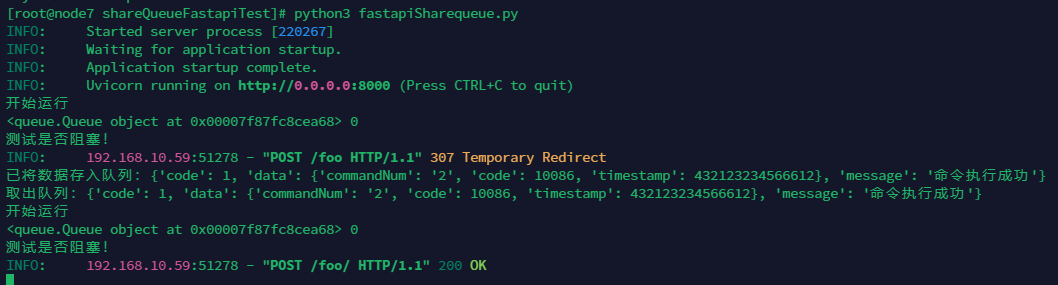 [root@node7 shareQueueFastapiTest]# python3 fastapiSharequeue.py
INFO:     Started server process [220267]
INFO:     Waiting for application startup.
INFO:     Application startup complete.
INFO:     Uvicorn running on http://0.0.0.0:8000 (Press CTRL+C to quit)
开始运行
<queue.Queue object at 0x00007f87fc8cea68> 0
测试是否阻塞!
INFO:     192.168.10.59:51278 - "POST /foo HTTP/1.1" 307 Temporary Redirect
已将数据存入队列: {'code': 1, 'data': {'commandNum': '2', 'code': 10086, 'timestamp': 432123234566612}, 'message': '命令执行成功'}
取出队列: {'code': 1, 'data': {'commandNum': '2', 'code': 10086, 'timestamp': 432123234566612}, 'message': '命令执行成功'}
开始运行
<queue.Queue object at 0x00007f87fc8cea68> 0
测试是否阻塞!
INFO:     192.168.10.59:51278 - "POST /foo/ HTTP/1.1" 200 OK